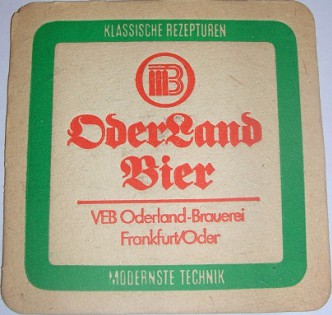 KLASSISCHE REZEPTUREN
OderLand
Bier
VEB Oderland-Brauerei
Frankfurt/Oder
MODERNSTE TECHNIK